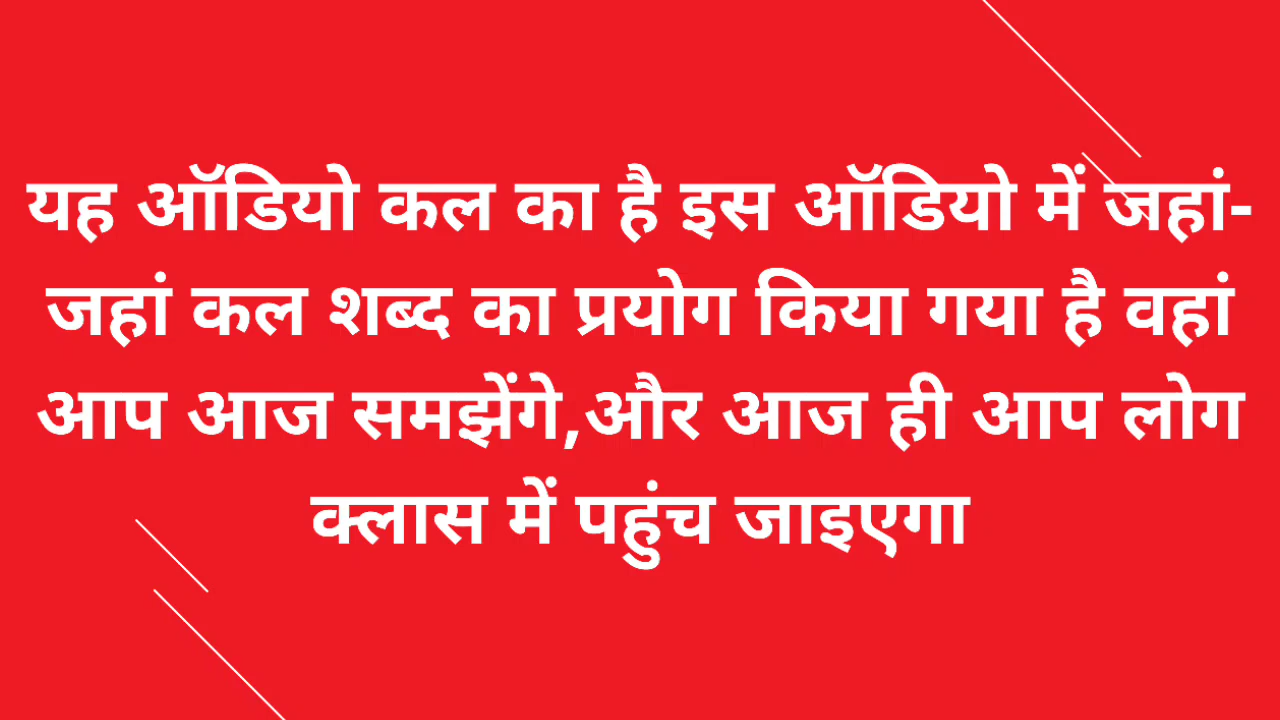 यह ऑडियो कल का है इस ऑडियो में जहां-
जहां कल शब्द का प्रयोग किया गया है वहां
आप आज समझेंगे,और आज ही आप लोग
क्लास में पहुंच जाइएगा